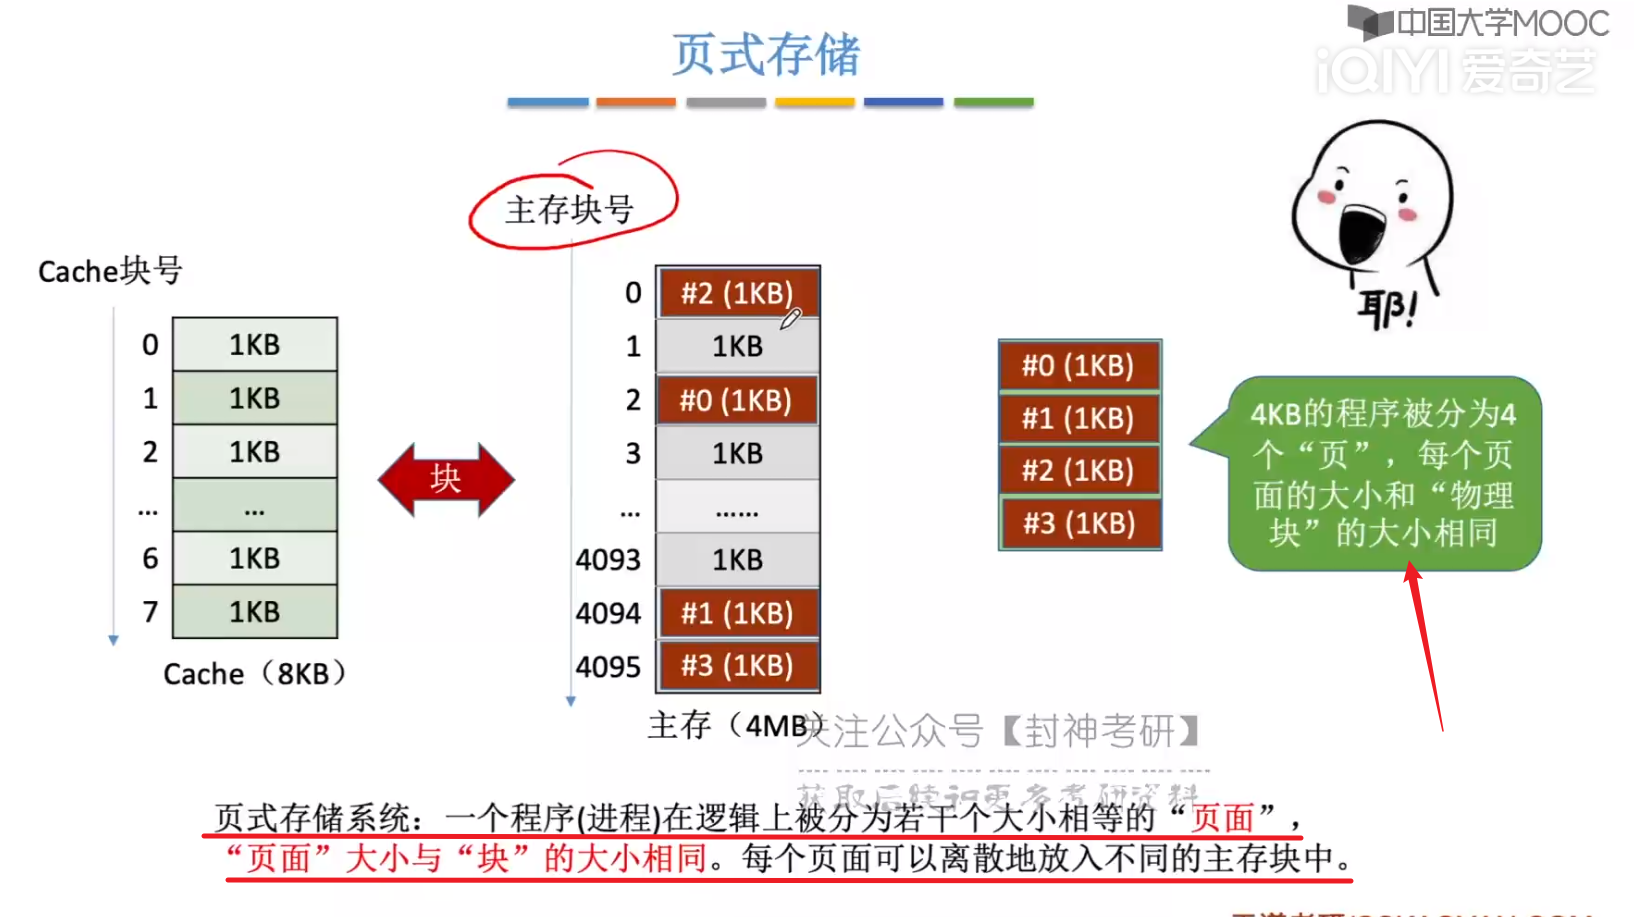 中国大学MOOC
iQIYI 爱奇艺
页式存储
主存块号
Cache块号
0 1KB
1 1KB
2 1KB
... ...
6 1KB
7 1KB
Cache（8KB）
块
0 #2 (1KB)
1 1KB
2 #0 (1KB)
3 1KB
... ......
4093 1KB
4094 #1 (1KB)
4095 #3 (1KB)
主存（4MB）
耶!
#0 (1KB)
#1 (1KB)
#2 (1KB)
#3 (1KB)
4KB的程序被分为4
个“页”，每个页
面的大小和“物理
块”的大小相同
关注公众号【封神考研】
获取后续和更多考研资料
页式存储系统：一个程序(进程)在逻辑上被分为若干个大小相等的“页面”，
“页面”大小与“块”的大小相同。每个页面可以离散地放入不同的主存块中。